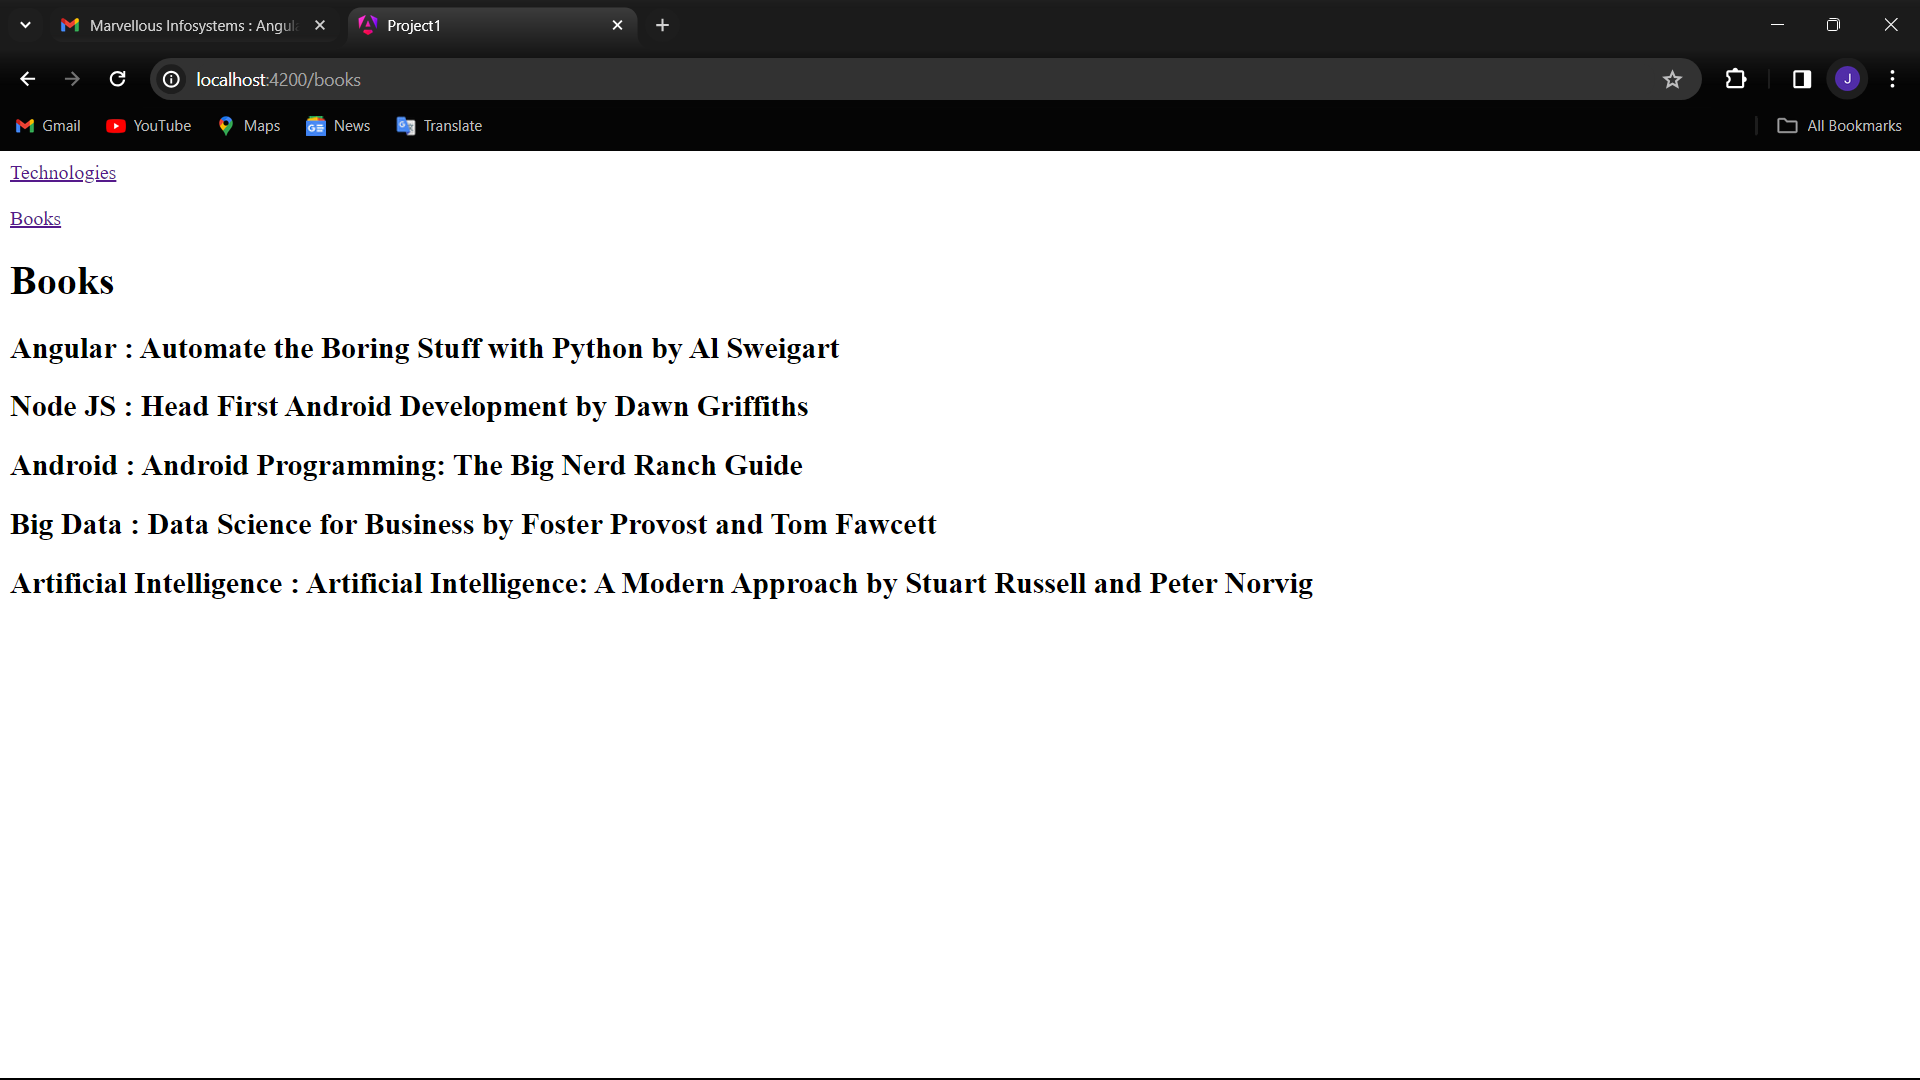 Marvellous Infosystems : Angul
Project1
localhost:4200/books
J
Gmail
YouTube
Maps
News
Translate
All Bookmarks
Technologies
Books
Books
Angular : Automate the Boring Stuff with Python by Al Sweigart
Node JS : Head First Android Development by Dawn Griffiths
Android : Android Programming: The Big Nerd Ranch Guide
Big Data : Data Science for Business by Foster Provost and Tom Fawcett
Artificial Intelligence : Artificial Intelligence: A Modern Approach by Stuart Russell and Peter Norvig